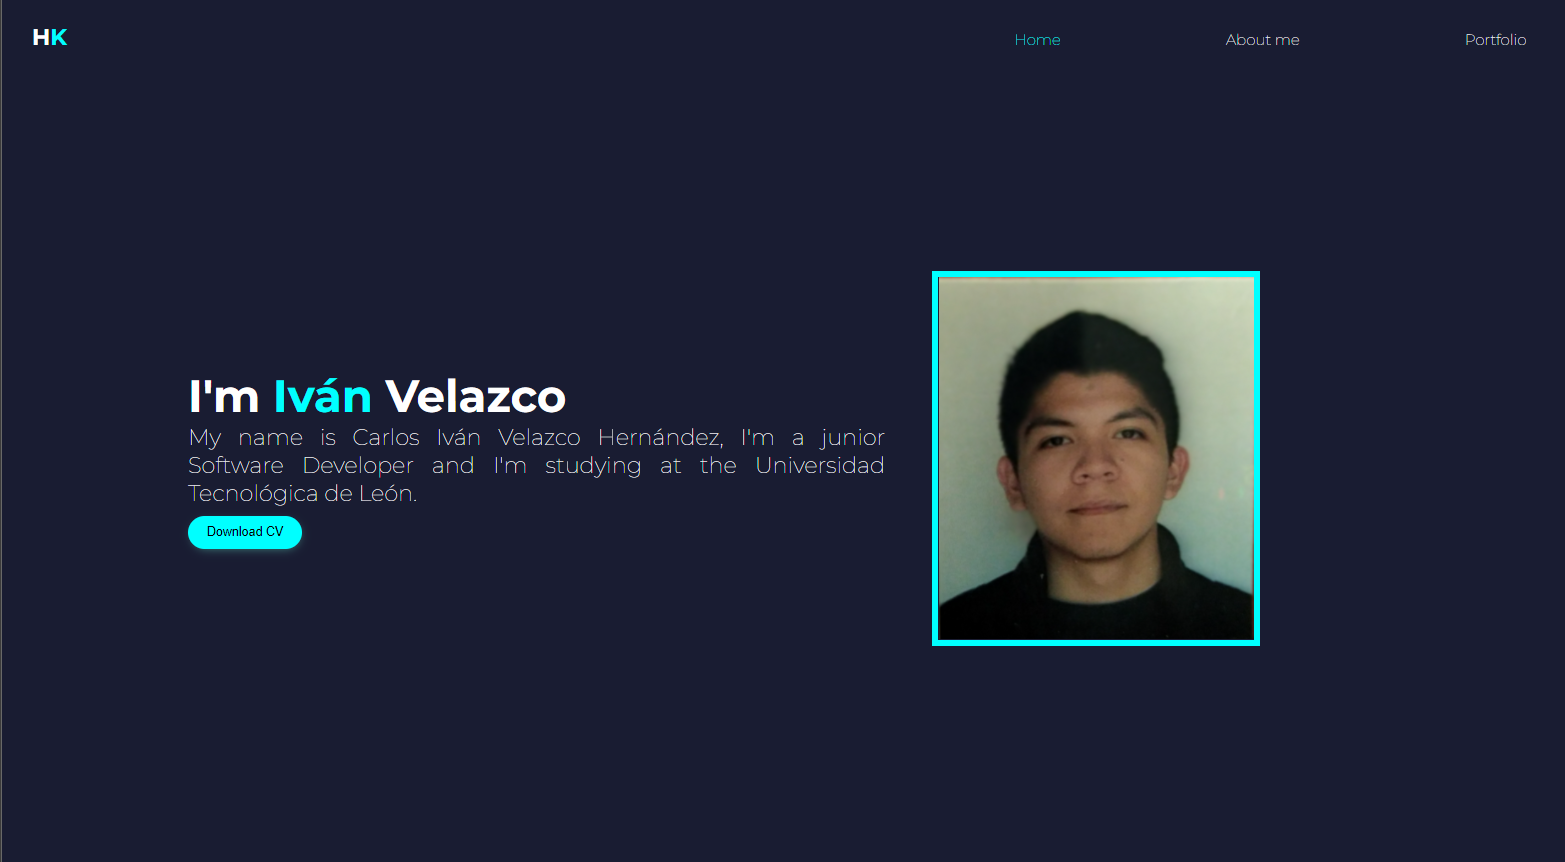 HK
Home About me Portfolio
I'm Iván Velazco
My name is Carlos Iván Velazco Hernández, I'm a junior
Software Developer and I'm studying at the Universidad
Tecnológica de León.
Download CV